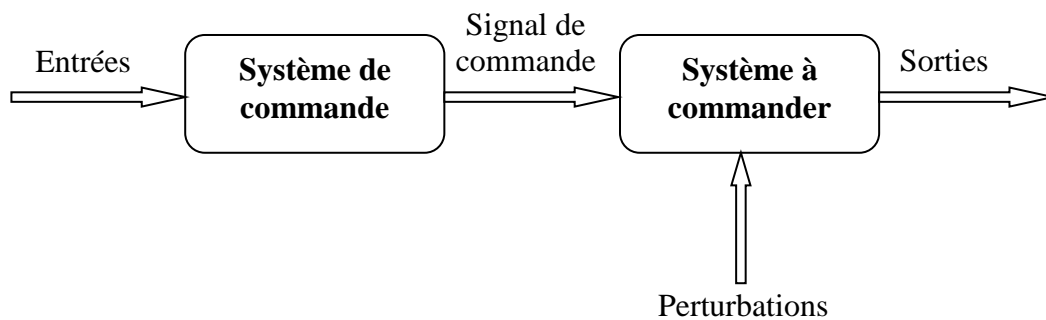 Entrées
Système de
commande
Signal de
commande
Système à
commander
Sorties
Perturbations